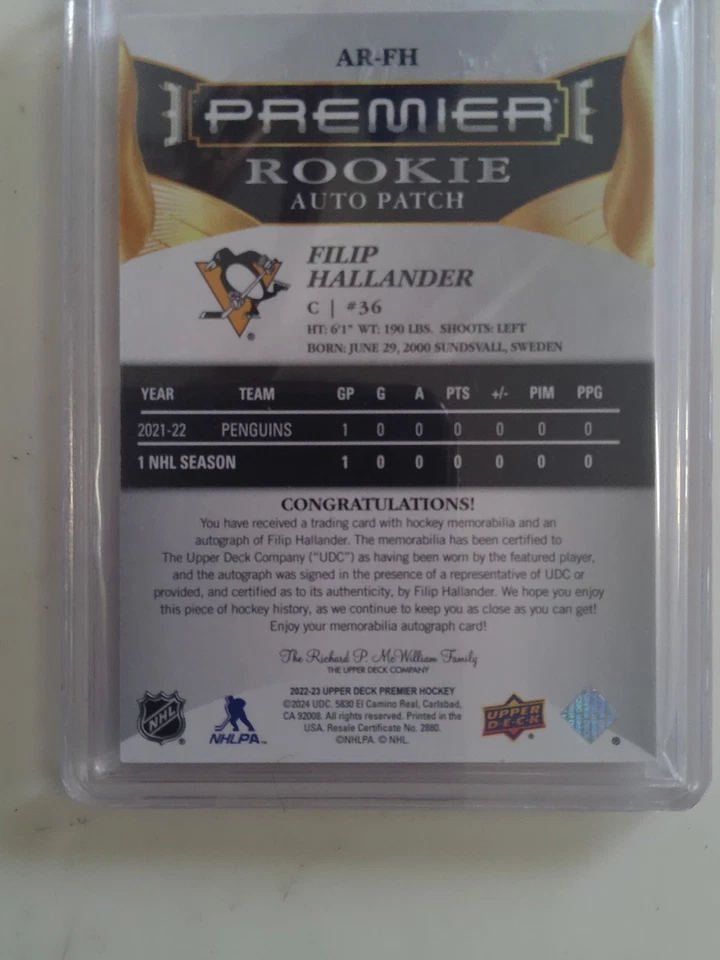 AR-FH
PREMIER
ROOKIE
AUTO PATCH
FILIP
HALLANDER
C | #36
HT: 6'1" WT: 190 LBS. SHOOTS: LEFT
BORN: JUNE 29, 2000 SUNDSVALL, SWEDEN
YEAR TEAM GP G A PTS +/- PIM PPG
2021-22 PENGUINS 1 0 0 0 0 0 0
1 NHL SEASON 1 0 0 0 0 0 0
CONGRATULATIONS!
You have received a trading card with hockey memorabilia and an
autograph of Filip Hallander. The memorabilia has been certified to
The Upper Deck Company ("UDC") as having been worn by the featured player,
and the autograph was signed in the presence of a representative of UDC or
provided, and certified as to its authenticity, by Filip Hallander. We hope you enjoy
this piece of hockey history, as we continue to keep you as close as you can get!
Enjoy your memorabilia autograph card!
The Richard P. McWilliam Family
THE UPPER DECK COMPANY
2022-23 UPPER DECK PREMIER HOCKEY
©2024 UDC. 5830 El Camino Real, Carlsbad,
CA 92008. All rights reserved. Printed in the
USA. Resale Certificate No. 2880.
©NHLPA. © NHL.
NHL ®
NHLPA™
UPPER
D·E·C·K ®
®